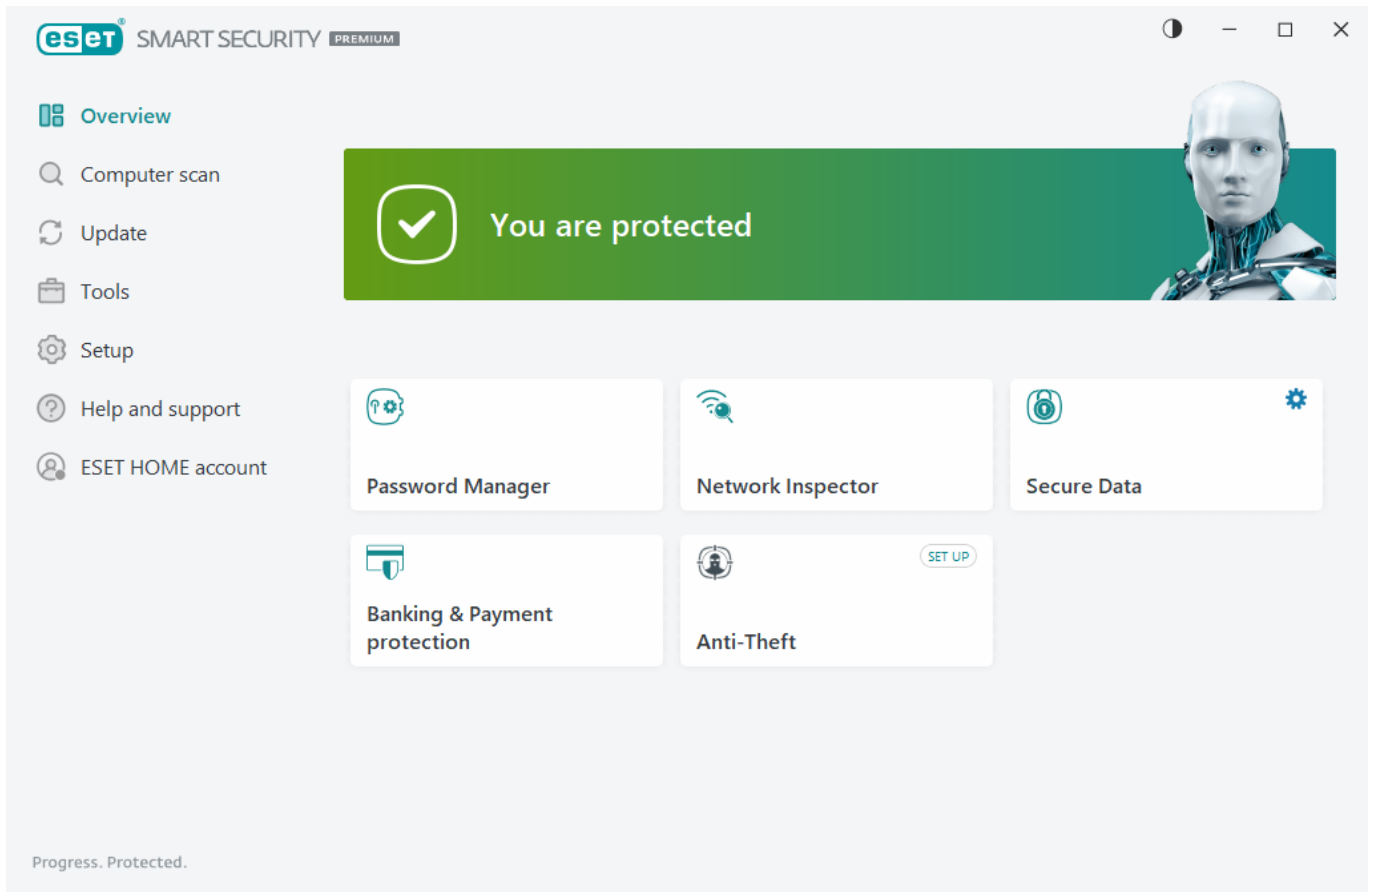 eseT® SMART SECURITY PREMIUM
Overview
Computer scan
Update
Tools
Setup
Help and support
ESET HOME account
You are protected
Password Manager
Network Inspector
Secure Data
Banking & Payment
protection
SET UP
Anti-Theft
Progress. Protected.